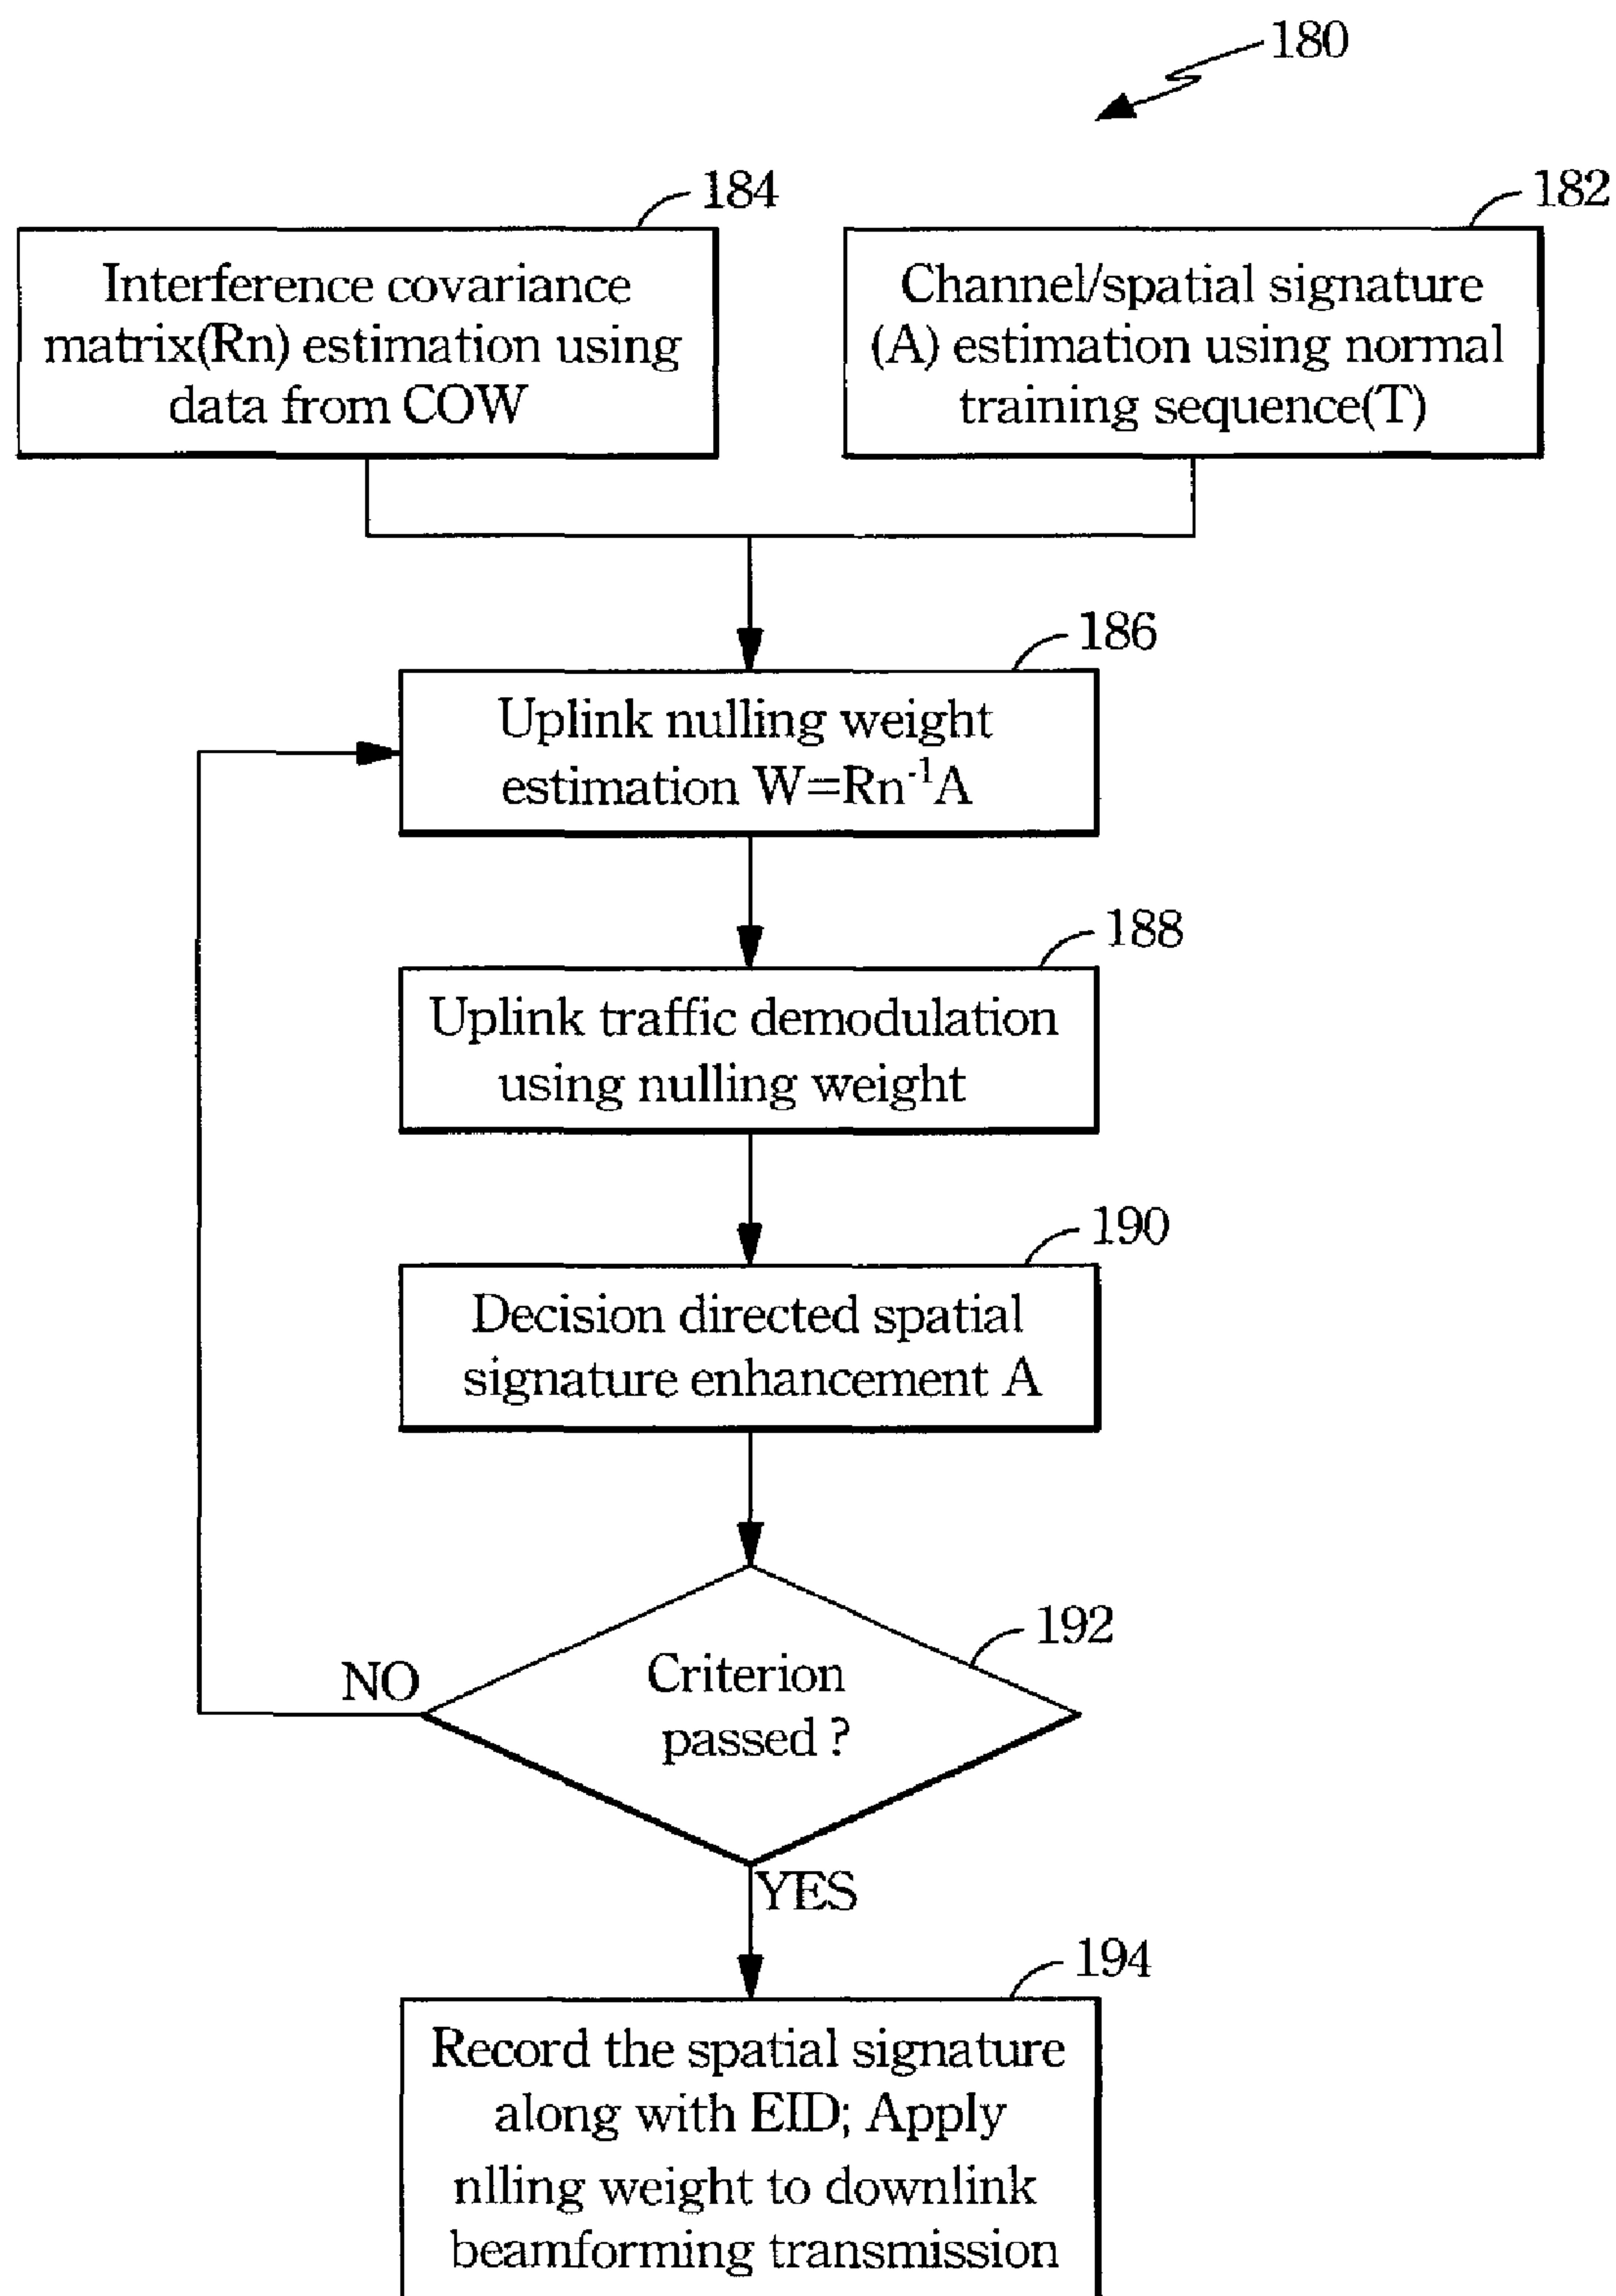 180
184
Interference covariance
matrix(Rn) estimation using
data from COW
182
Channel/spatial signature
(A) estimation using normal
training sequence(T)
186
Uplink nulling weight
estimation W=Rn⁻¹A
188
Uplink traffic demodulation
using nulling weight
190
Decision directed spatial
signature enhancement A
192
Criterion
passed ?
NO
YES
194
Record the spatial signature
along with EID; Apply
nlling weight to downlink
beamforming transmission